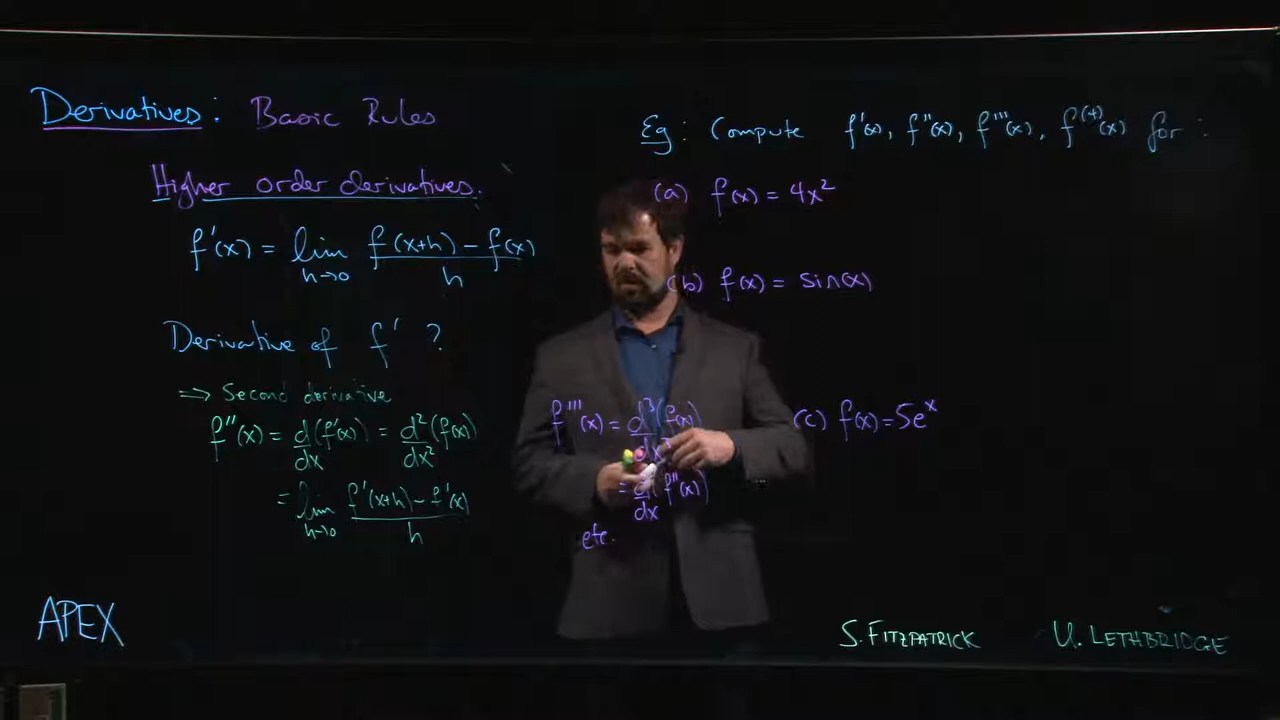 Derivatives: Basic Rules
Higher order derivatives.
f'(x) = lim h→0 f(x+h) − f(x) / h
Derivative of f' ?
⇒ Second derivative
f''(x) = d/dx (f'(x)) = d²/dx² (f(x))
= lim h→0 f'(x+h) − f'(x) / h
f'''(x) = d³/dx³ (f(x))
= d/dx (f''(x))
etc.
Eg: Compute f'(x), f''(x), f'''(x), f⁽⁴⁾(x) for:
(a) f(x) = 4x²
(b) f(x) = sin(x)
(c) f(x) = 5eˣ
APEX
S. FITZPATRICK
U. LETHBRIDGE